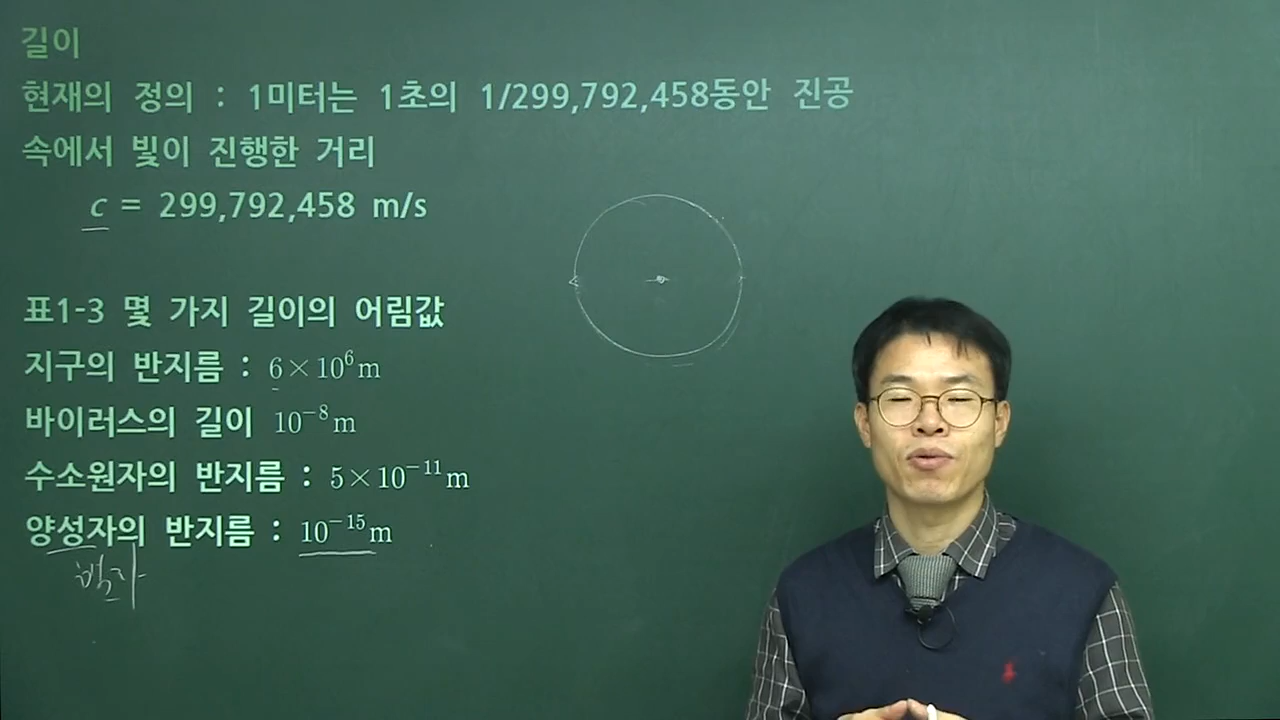 길이
현재의 정의 : 1미터는 1초의 1/299,792,458동안 진공
속에서 빛이 진행한 거리
c = 299,792,458 m/s
표1-3 몇 가지 길이의 어림값
지구의 반지름 : 6×10⁶m
바이러스의 길이 10⁻⁸m
수소원자의 반지름 : 5×10⁻¹¹m
양성자의 반지름 : 10⁻¹⁵m